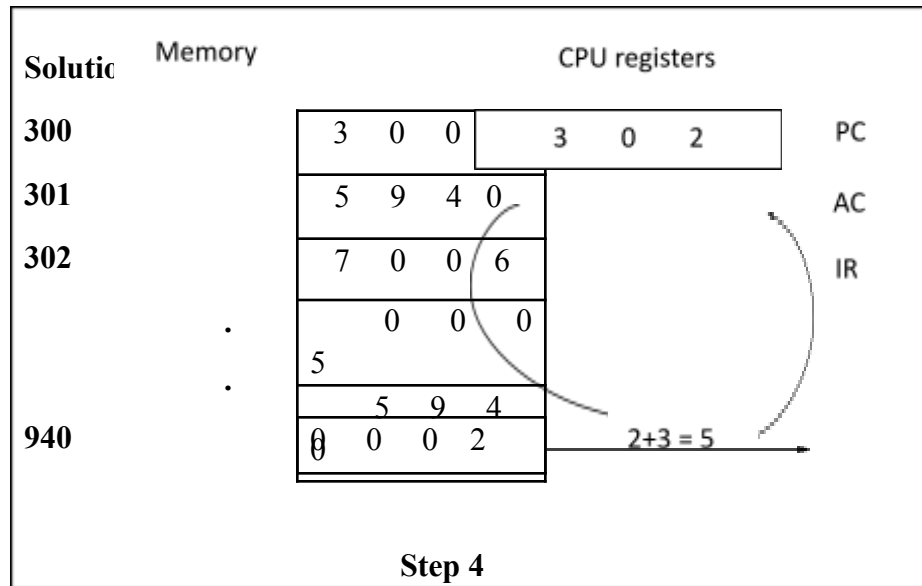 Memory
CPU registers
Solutio
300 3 0 0 3 0 2 PC
301 5 9 4 0 AC
302 7 0 0 6 IR
. 0 0 0
5
.
5 9 4
940 0 0 0 2 2+3 = 5
0
Step 4